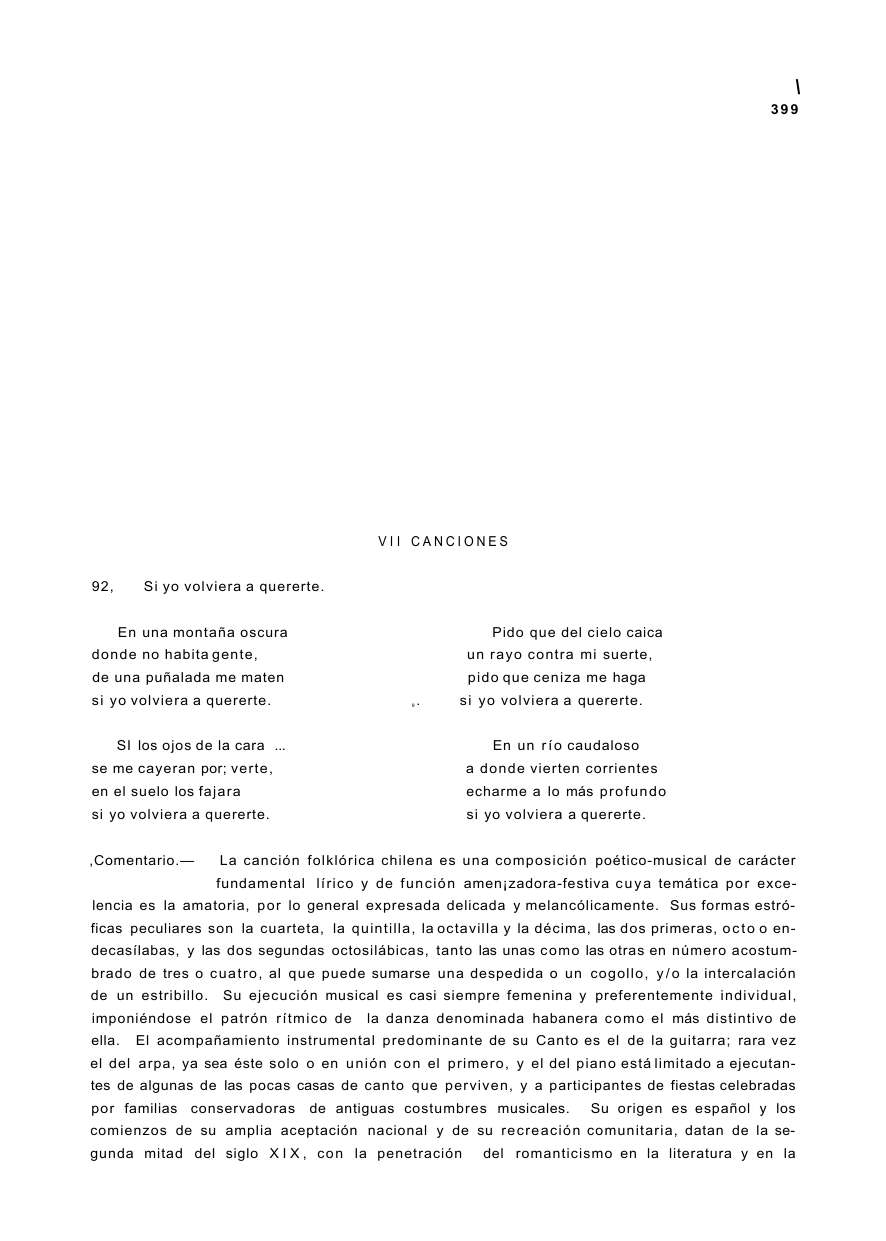 \
399
VII CANCIONES
92, Si yo volviera a quererte.
En una montaña oscura
donde no habita gente,
de una puñalada me maten
si yo volviera a quererte.
SI los ojos de la cara ...
se me cayeran por; verte,
en el suelo los fajara
si yo volviera a quererte.
Pido que del cielo caica
un rayo contra mi suerte,
pido que ceniza me haga
si yo volviera a quererte.
En un río caudaloso
a donde vierten corrientes
echarme a lo más profundo
si yo volviera a quererte.
,Comentario.— La canción folklórica chilena es una composición poético-musical de carácter
fundamental lírico y de función amen¡zadora-festiva cuya temática por exce-
lencia es la amatoria, por lo general expresada delicada y melancólicamente. Sus formas estró-
ficas peculiares son la cuarteta, la quintilla, la octavilla y la décima, las dos primeras, octo o en-
decasílabas, y las dos segundas octosilábicas, tanto las unas como las otras en número acostum-
brado de tres o cuatro, al que puede sumarse una despedida o un cogollo, y/o la intercalación
de un estribillo. Su ejecución musical es casi siempre femenina y preferentemente individual,
imponiéndose el patrón rítmico de la danza denominada habanera como el más distintivo de
ella. El acompañamiento instrumental predominante de su Canto es el de la guitarra; rara vez
el del arpa, ya sea éste solo o en unión con el primero, y el del piano está limitado a ejecutan-
tes de algunas de las pocas casas de canto que perviven, y a participantes de fiestas celebradas
por familias conservadoras de antiguas costumbres musicales. Su origen es español y los
comienzos de su amplia aceptación nacional y de su recreación comunitaria, datan de la se-
gunda mitad del siglo XIX, con la penetración del romanticismo en la literatura y en la